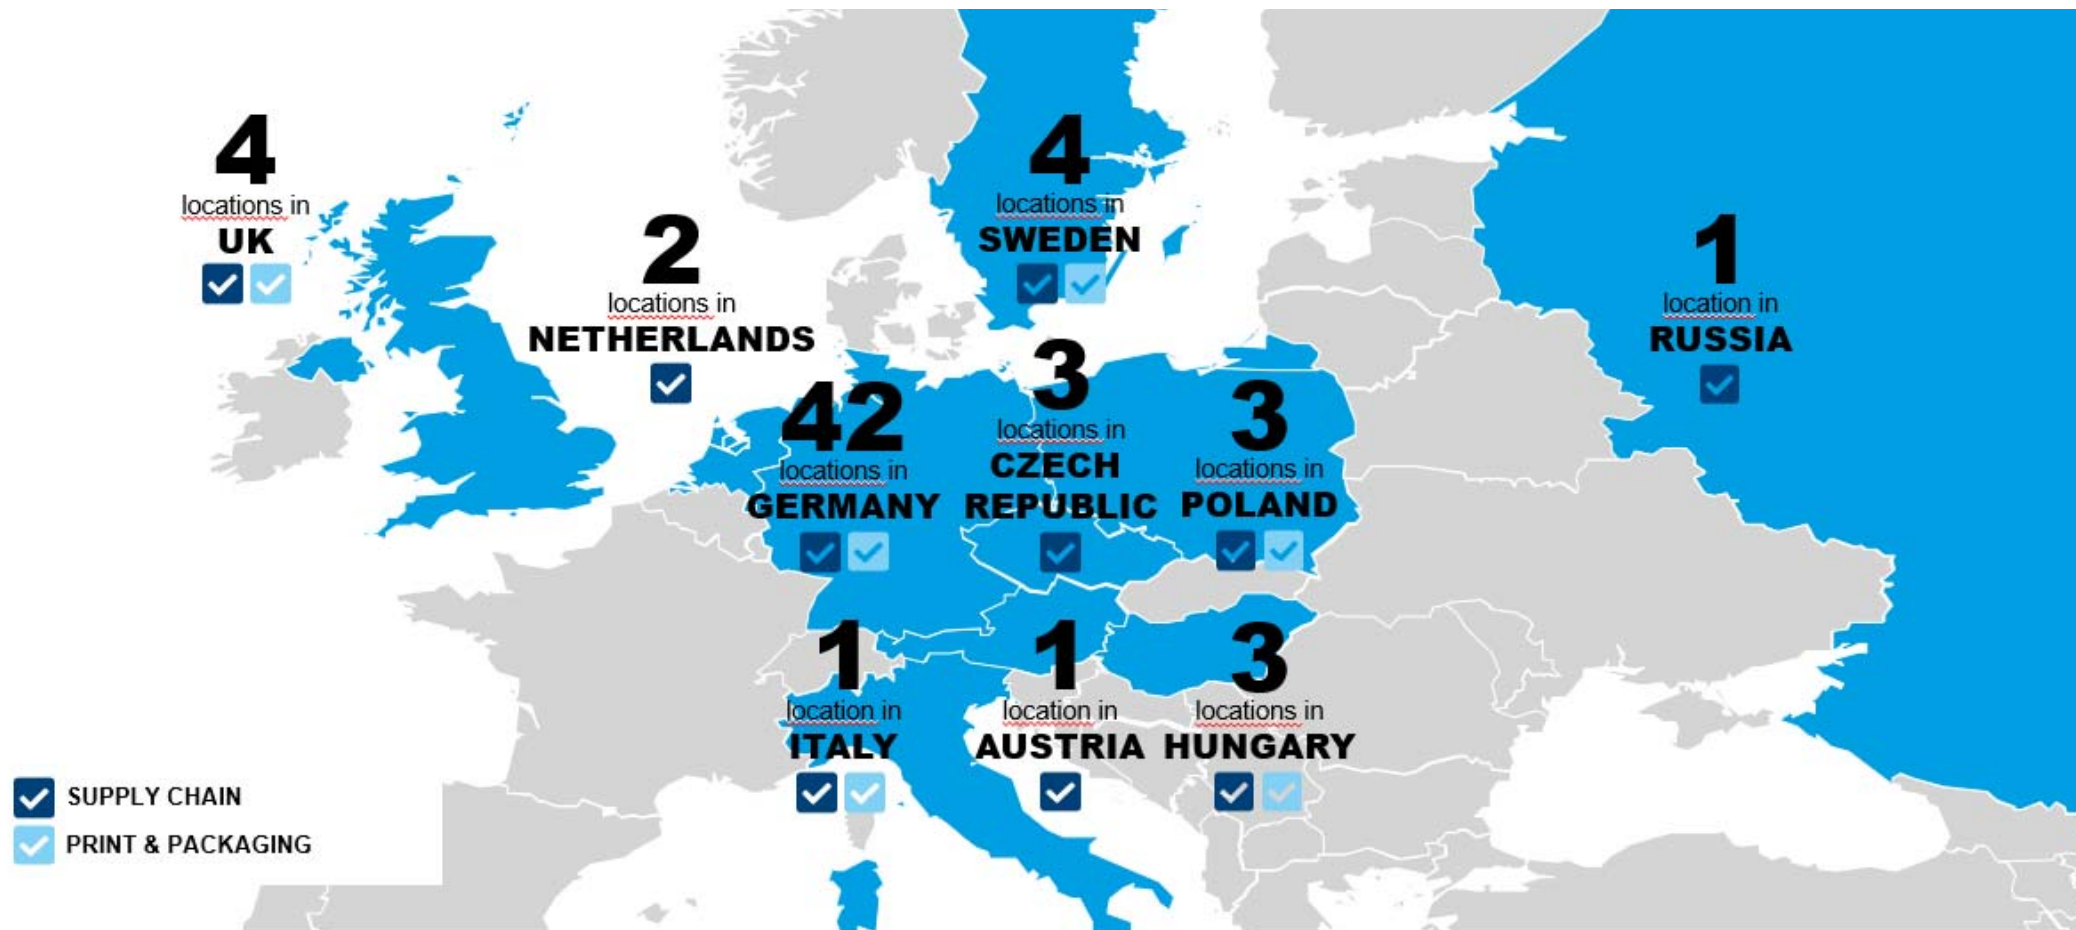 4
locations in
UK
4
locations in
SWEDEN
2
locations in
NETHERLANDS
1
location in
RUSSIA
42
locations in
GERMANY
3
locations in
CZECH
REPUBLIC
3
locations in
POLAND
1
location in
ITALY
1
location in
AUSTRIA
3
locations in
HUNGARY
SUPPLY CHAIN
PRINT & PACKAGING